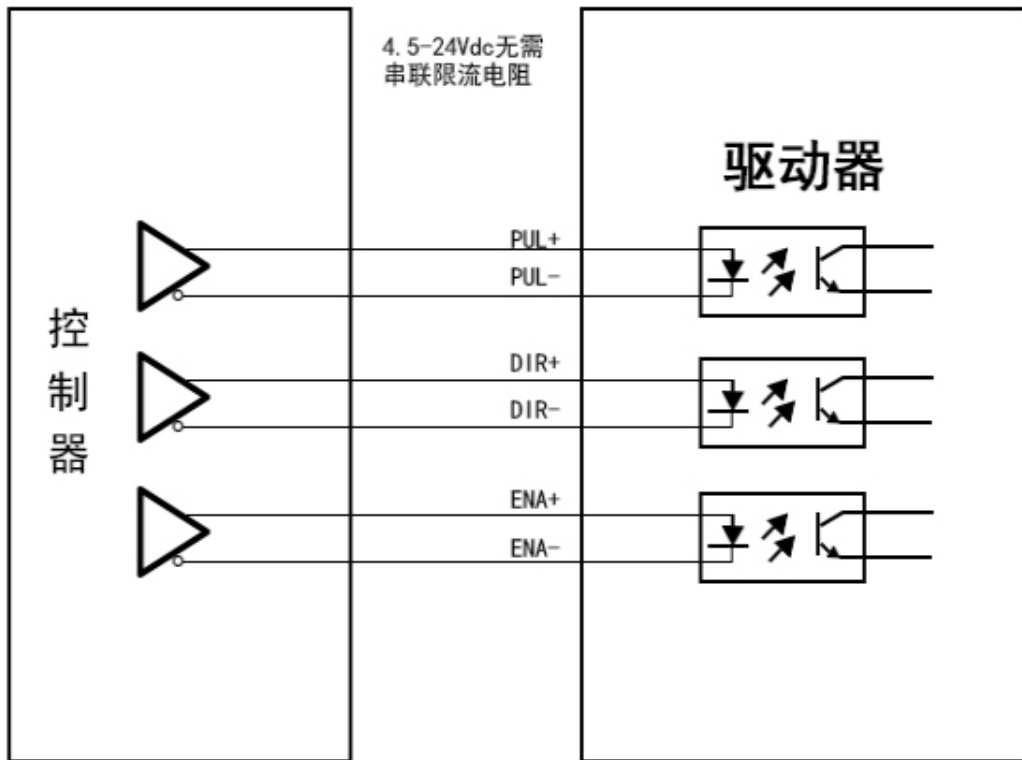 4.5-24Vdc无需
串联限流电阻
驱动器
控制器
PUL+
PUL-
DIR+
DIR-
ENA+
ENA-